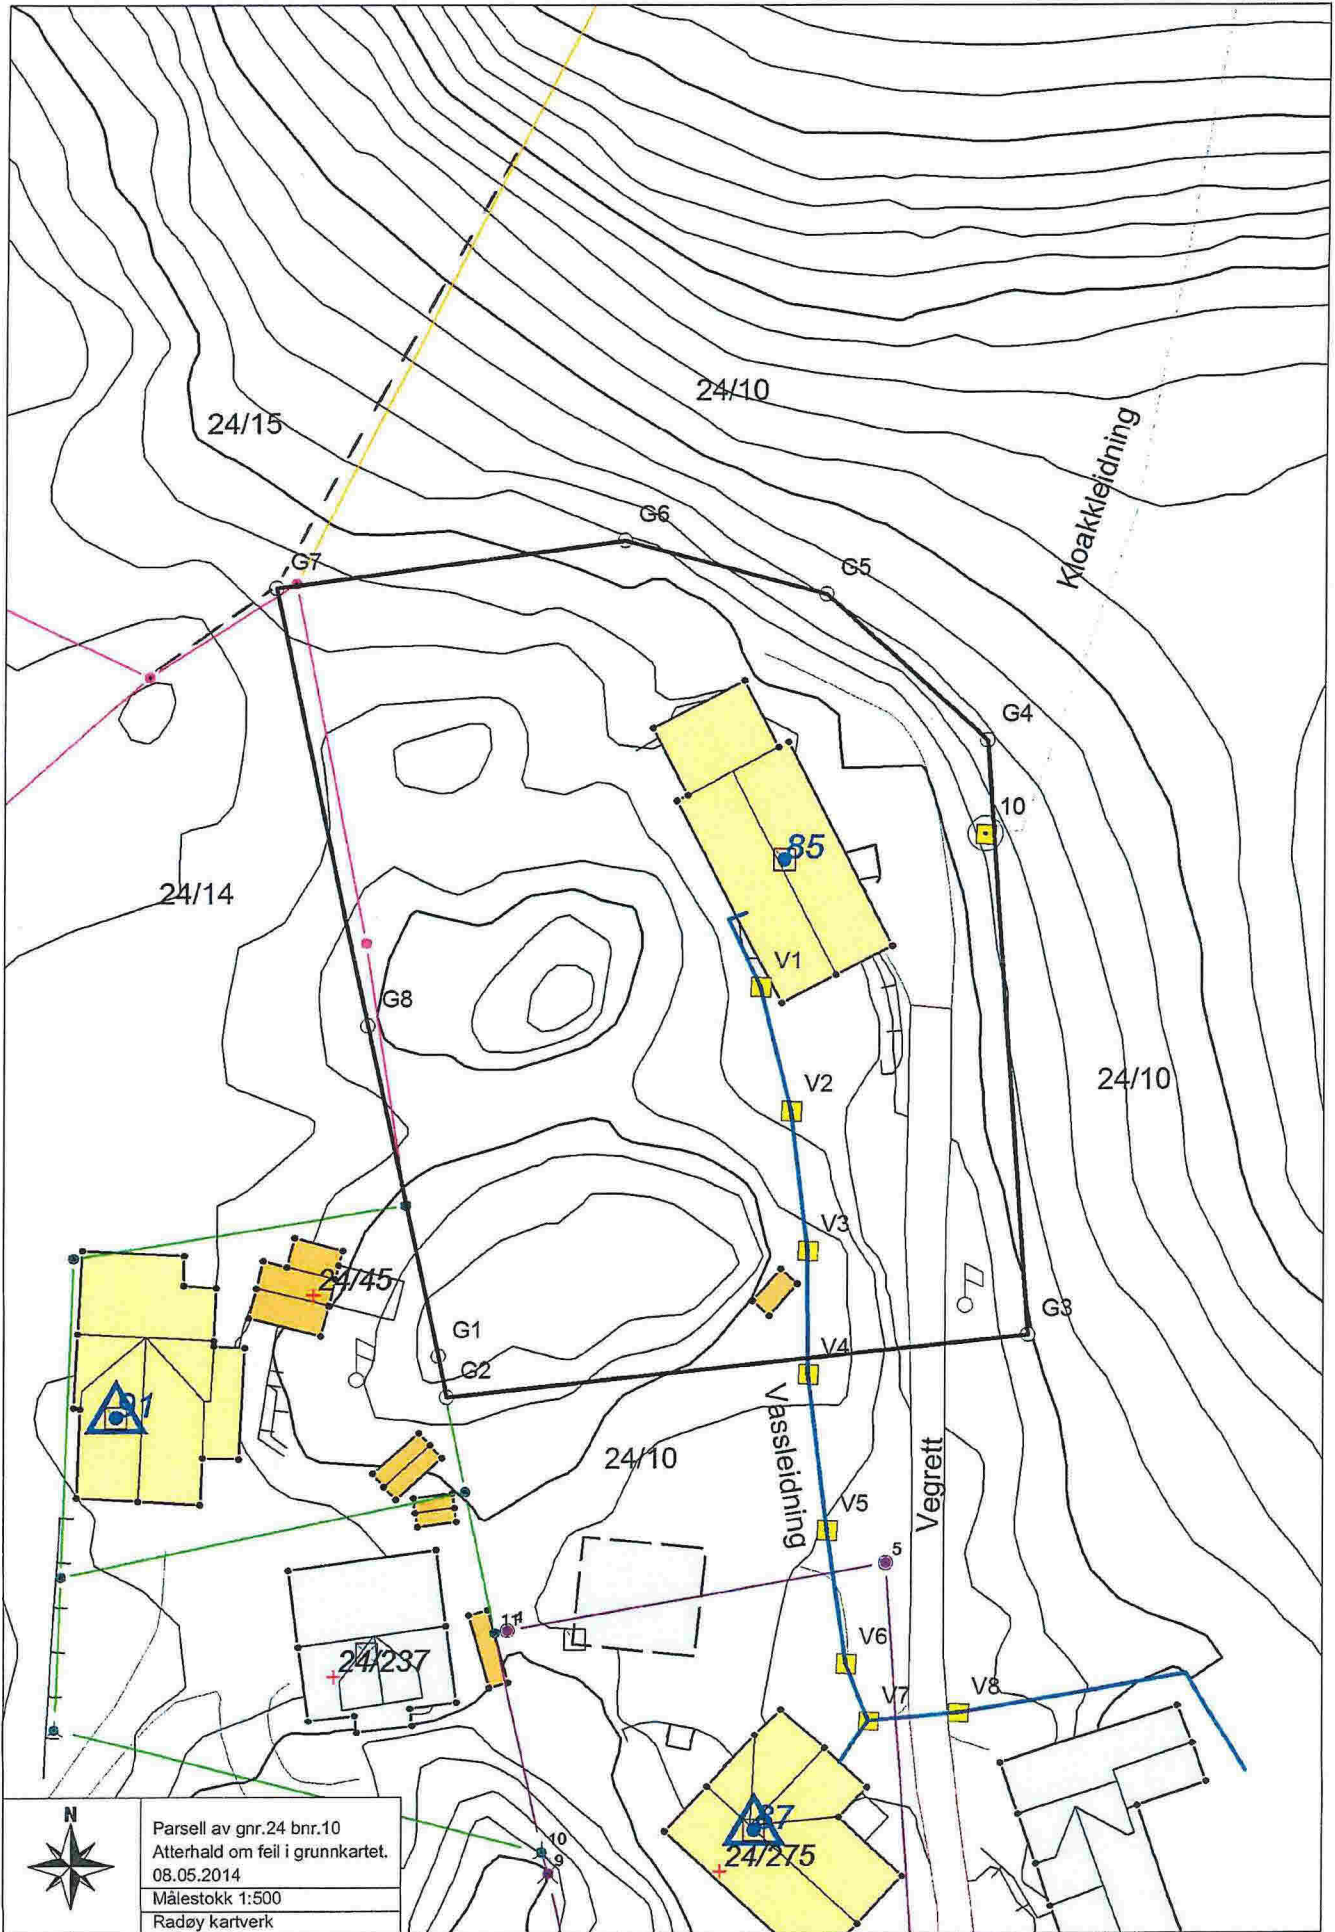 24/10
24/15
Kloakkleidning
G6
G7
G5
G4
10
85
24/14
V1
G8
V2
24/10
V3
24/45
G3
G1
V4
G2
Vassleidning
24/10
Vegrett
V5
5
V6
24/237
V7
V8
24/275
10
9
N
Parsell av gnr.24 bnr.10
Atterhald om feil i grunnkartet.
08.05.2014
Målestokk 1:500
Radøy kartverk